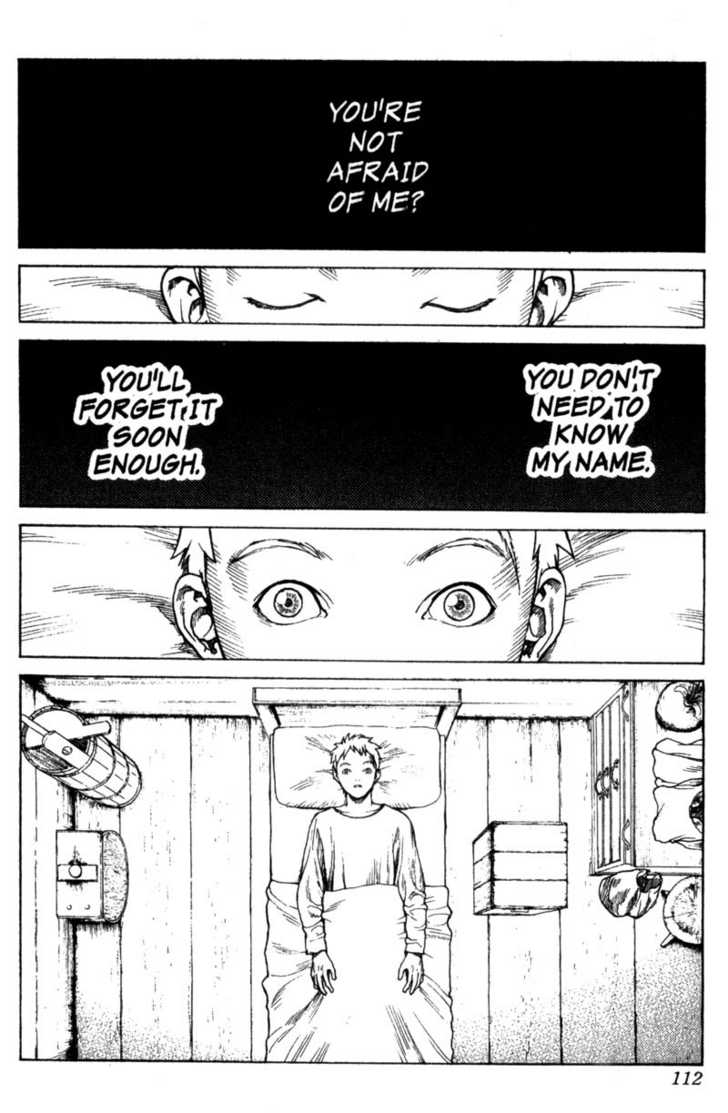 YOU'RE
NOT
AFRAID
OF ME?
YOU DON'T
NEED TO
KNOW
MY NAME.
YOU'LL
FORGET IT
SOON
ENOUGH.
112